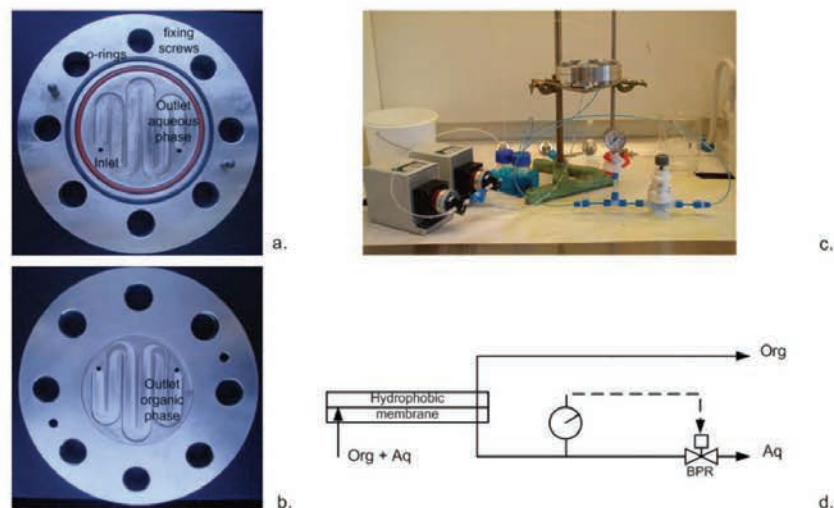 o-rings
fixing
screws
Outlet
aqueous
phase
Inlet
a.
c.
Outlet
organic
phase
b.
Org
Hydrophobic
membrane
Org + Aq
Aq
BPR
d.